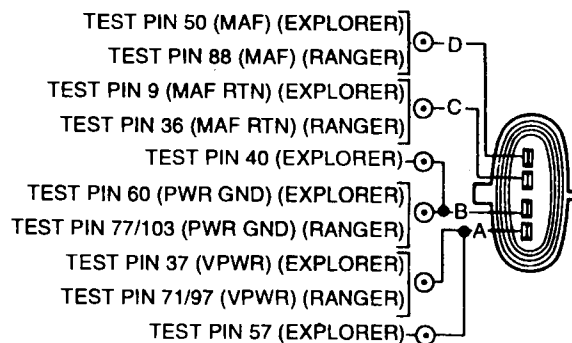 TEST PIN 50 (MAF) (EXPLORER)
TEST PIN 88 (MAF) (RANGER)
D
TEST PIN 9 (MAF RTN) (EXPLORER)
TEST PIN 36 (MAF RTN) (RANGER)
C
TEST PIN 40 (EXPLORER)
TEST PIN 60 (PWR GND) (EXPLORER)
TEST PIN 77/103 (PWR GND) (RANGER)
B
A
TEST PIN 37 (VPWR) (EXPLORER)
TEST PIN 71/97 (VPWR) (RANGER)
TEST PIN 57 (EXPLORER)